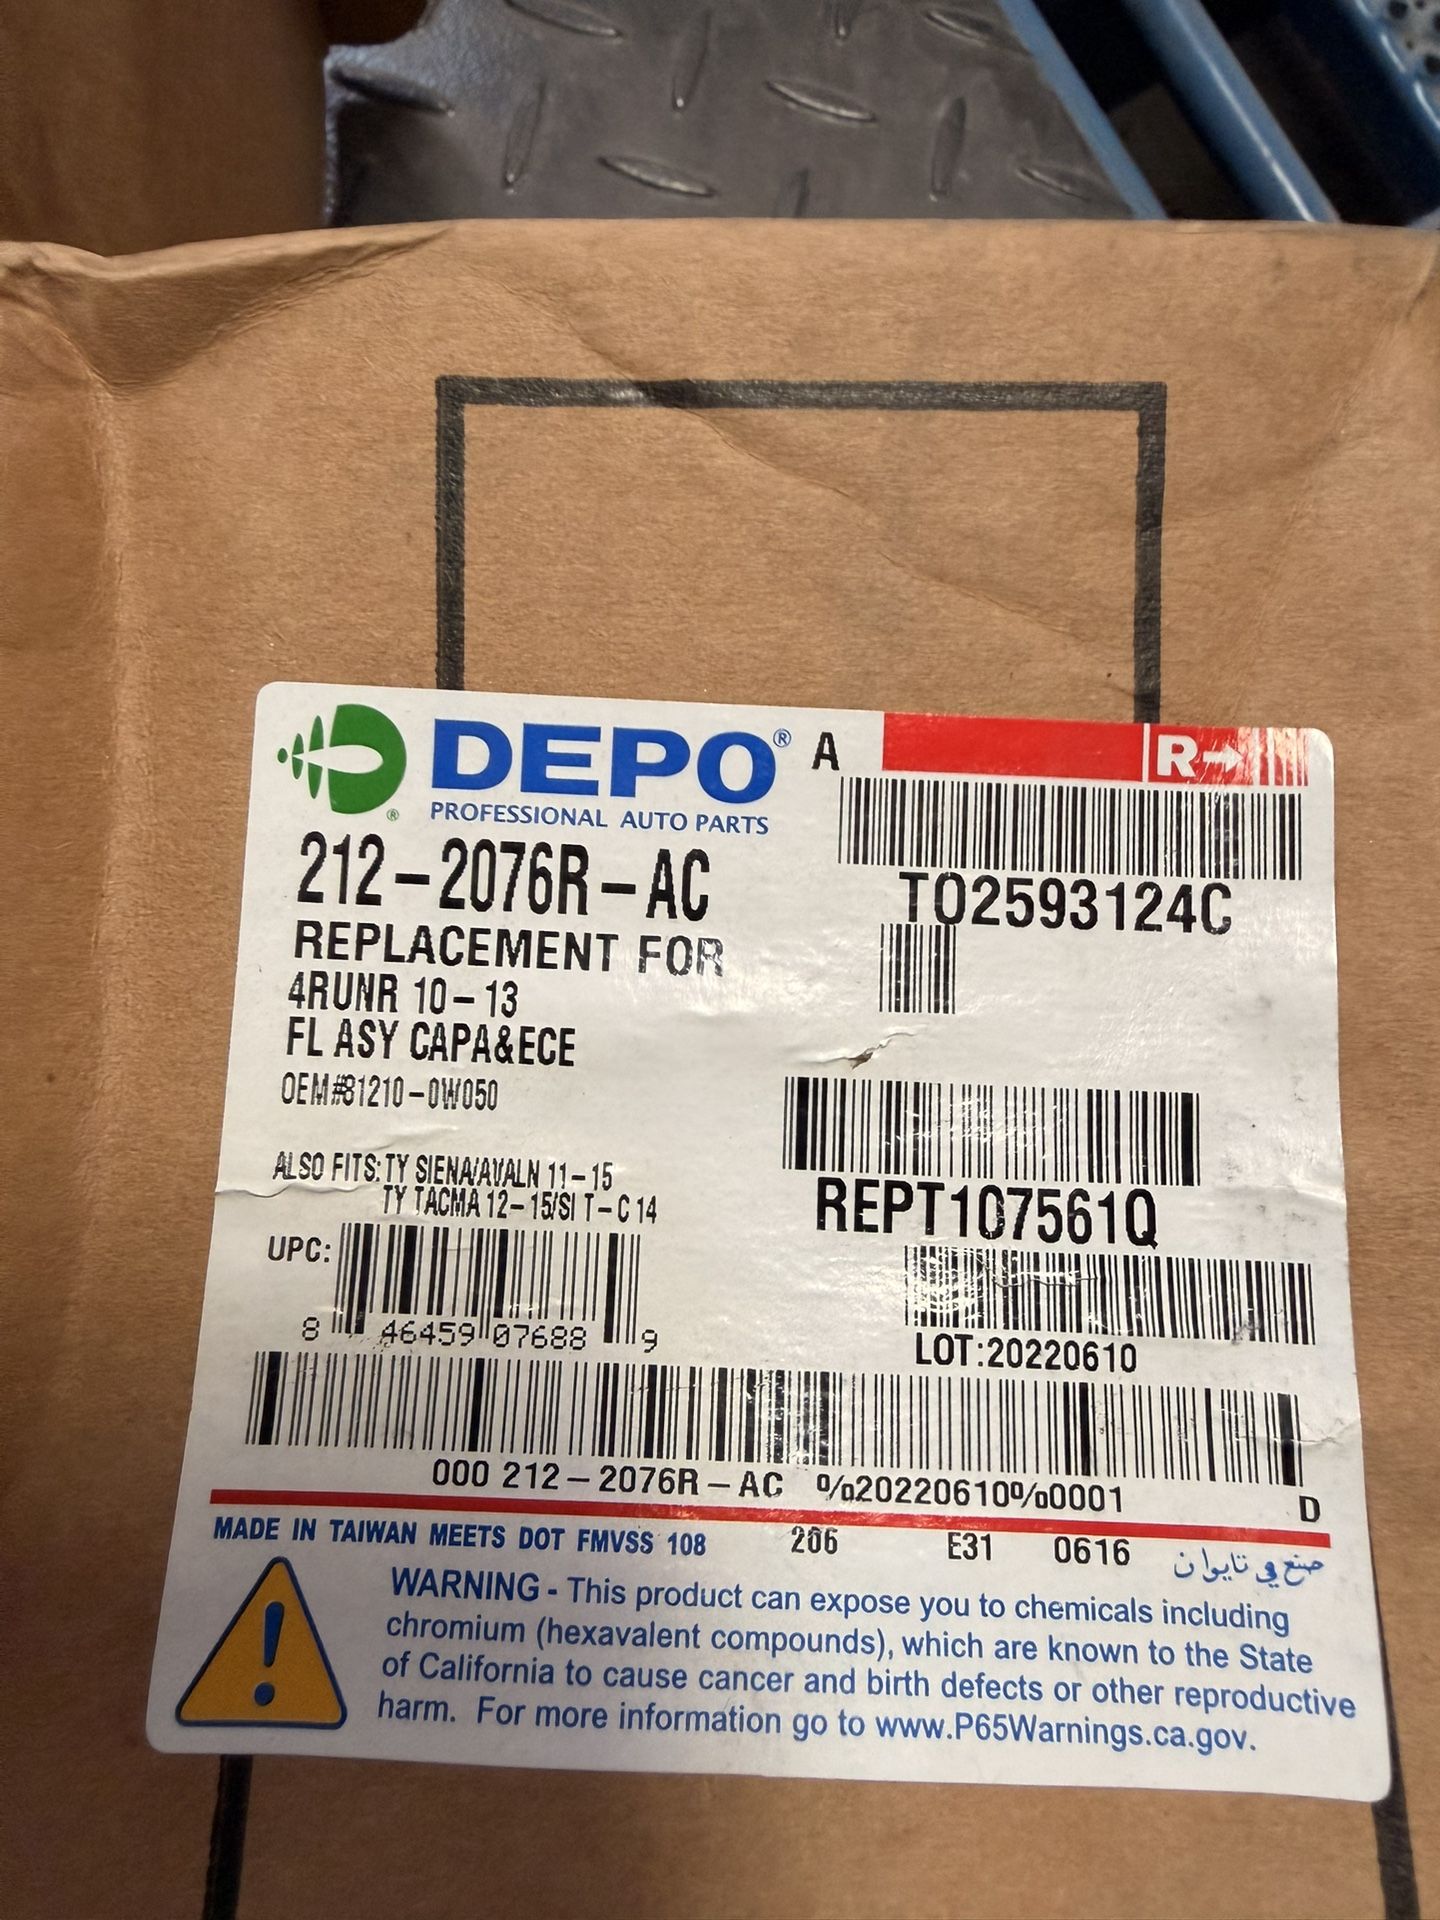 DEPO® A R→
®
PROFESSIONAL AUTO PARTS
212-2076R-AC
TO2593124C
REPLACEMENT FOR
4RUNR 10-13
FL ASY CAPA&ECE
OEM#81210-0W050
ALSO FITS:TY SIENA/AVALN 11-15
TY TACMA 12-15/SI T-C 14
REPT107561Q
UPC:
8 46459 07688 9
LOT:20220610
000 212-2076R-AC %20220610%0001 D
MADE IN TAIWAN MEETS DOT FMVSS 108 206 E31 0616 صنع في تايوان
WARNING - This product can expose you to chemicals including
chromium (hexavalent compounds), which are known to the State
of California to cause cancer and birth defects or other reproductive
harm. For more information go to www.P65Warnings.ca.gov.